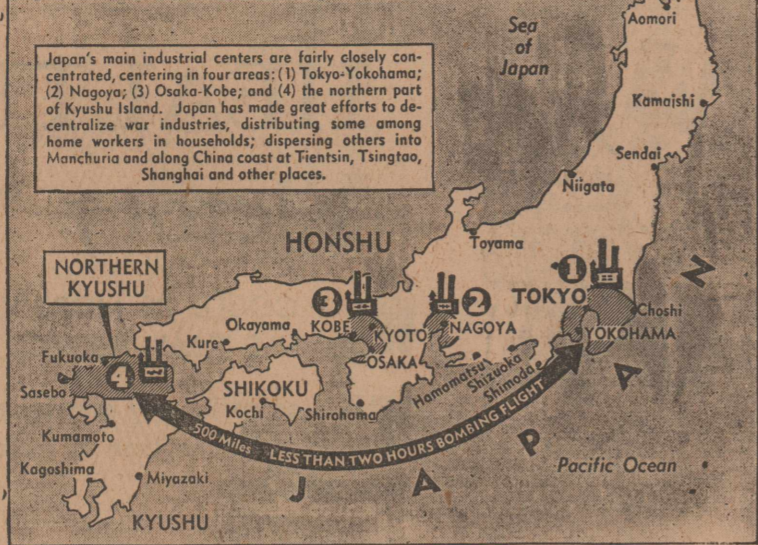 Aomori
Sea
of
Japan
Japan's main industrial centers are fairly closely con-
centrated, centering in four areas: (1) Tokyo-Yokohama;
(2) Nagoya; (3) Osaka-Kobe; and (4) the northern part
of Kyushu Island. Japan has made great efforts to de-
centralize war industries, distributing some among
home workers in households; dispersing others into
Manchuria and along China coast at Tientsin, Tsingtao,
Shanghai and other places.
Kamaishi
Sendai
Niigata
HONSHU
Toyama
NORTHERN
KYUSHU
1
TOKYO
Choshi
YOKOHAMA
3
KOBE
KYOTO
OSAKA
2
NAGOYA
Okayama
Kure
Fukuoka
4
Sasebo
SHIKOKU
Kochi
Shirohama
Hamamatsu
Shizuoka
Shimoda
500 Miles LESS THAN TWO HOURS BOMBING FLIGHT
Kumamoto
Kagoshima
Miyazaki
KYUSHU
JAPAN
Pacific Ocean